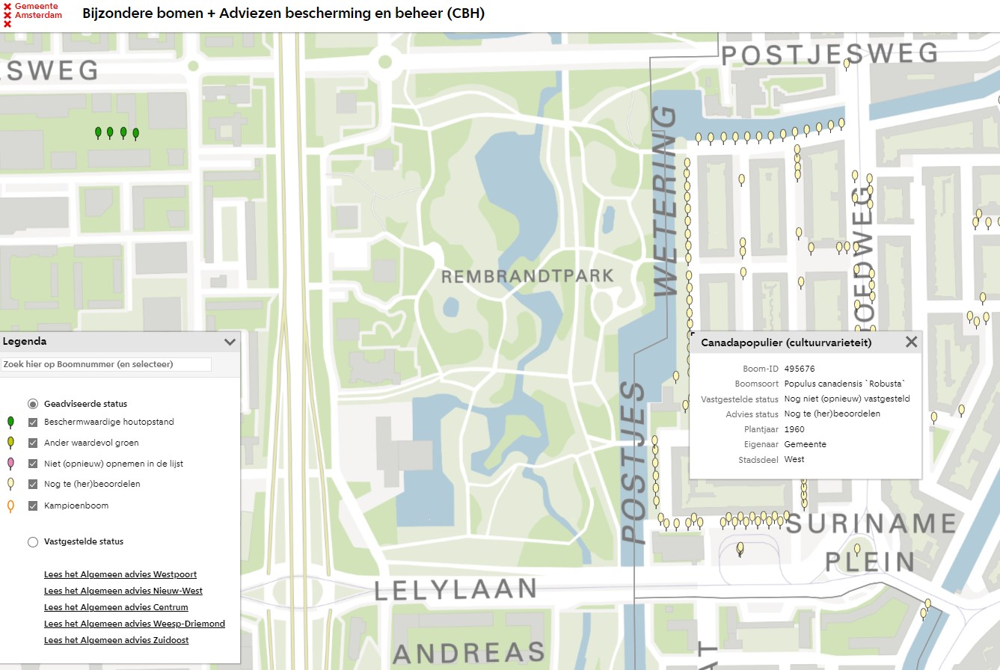 Gemeente
Amsterdam
Bijzondere bomen + Adviezen bescherming en beheer (CBH)
POSTJESWEG
SWEG
WETERING
REMBRANDTPARK
OEDWEG
POSTJES
Legenda
Zoek hier op Boomnummer (en selecteer)
Geadviseerde status
Beschermwaardige houtopstand
Ander waardevol groen
Niet (opnieuw) opnemen in de lijst
Nog te (her)beoordelen
Kampioenboom
Vastgestelde status
Lees het Algemeen advies Westpoort
Lees het Algemeen advies Nieuw-West
Lees het Algemeen advies Centrum
Lees het Algemeen advies Weesp-Driemond
Lees het Algemeen advies Zuidoost
Canadapopulier (cultuurvarieteit)
Boom-ID 495676
Boomsoort Populus canadensis `Robusta`
Vastgestelde status Nog niet (opnieuw) vastgesteld
Advies status Nog te (her)beoordelen
Plantjaar 1960
Eigenaar Gemeente
Stadsdeel West
SURINAME
PLEIN
LELYLAAN
ANDREAS
AT